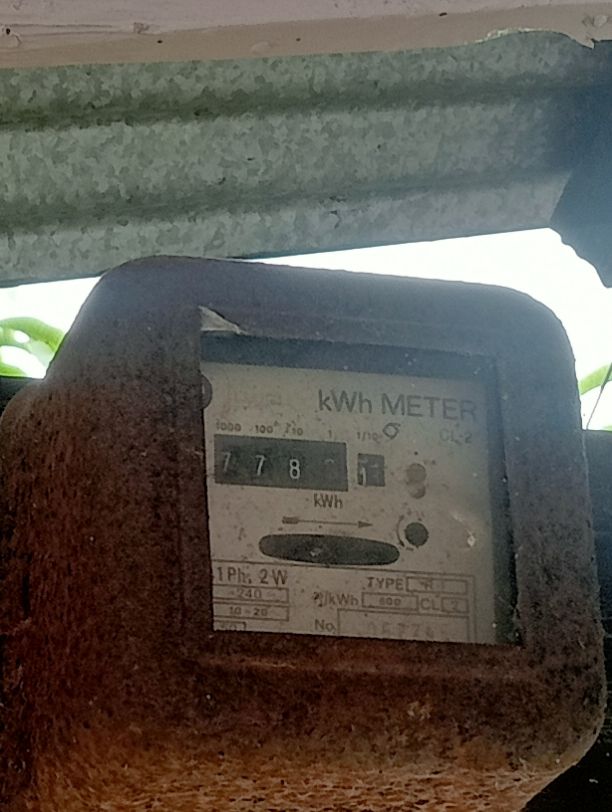 kWh METER
1000 100 10 1 1/10
CL-2
7 7 8 1
kWh
1 Ph, 2 W
TYPE
240
/kWh 600 CL 2
10 - 20
No.